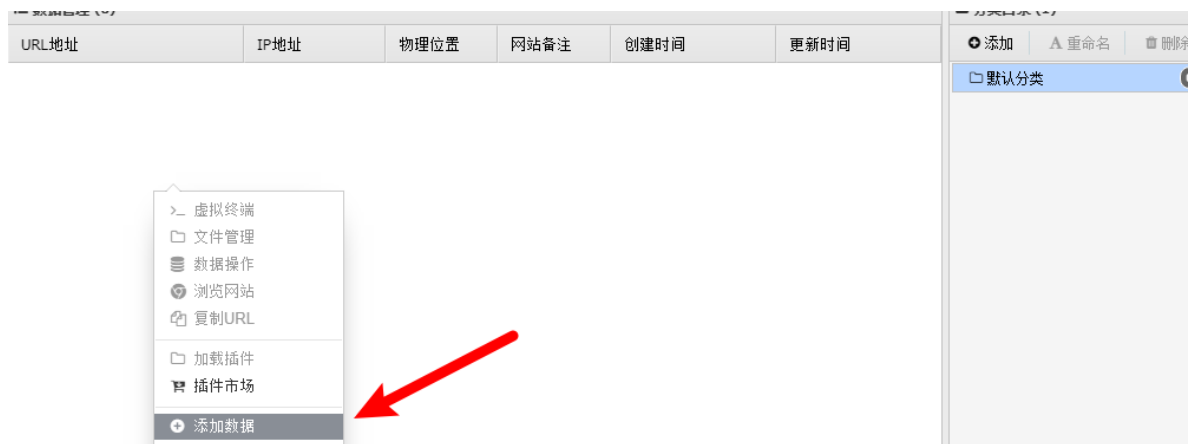 URL地址 IP地址 物理位置 网站备注 创建时间 更新时间
添加 A 重命名 删除
默认分类
虚拟终端
文件管理
数据操作
浏览网站
复制URL
加载插件
插件市场
添加数据